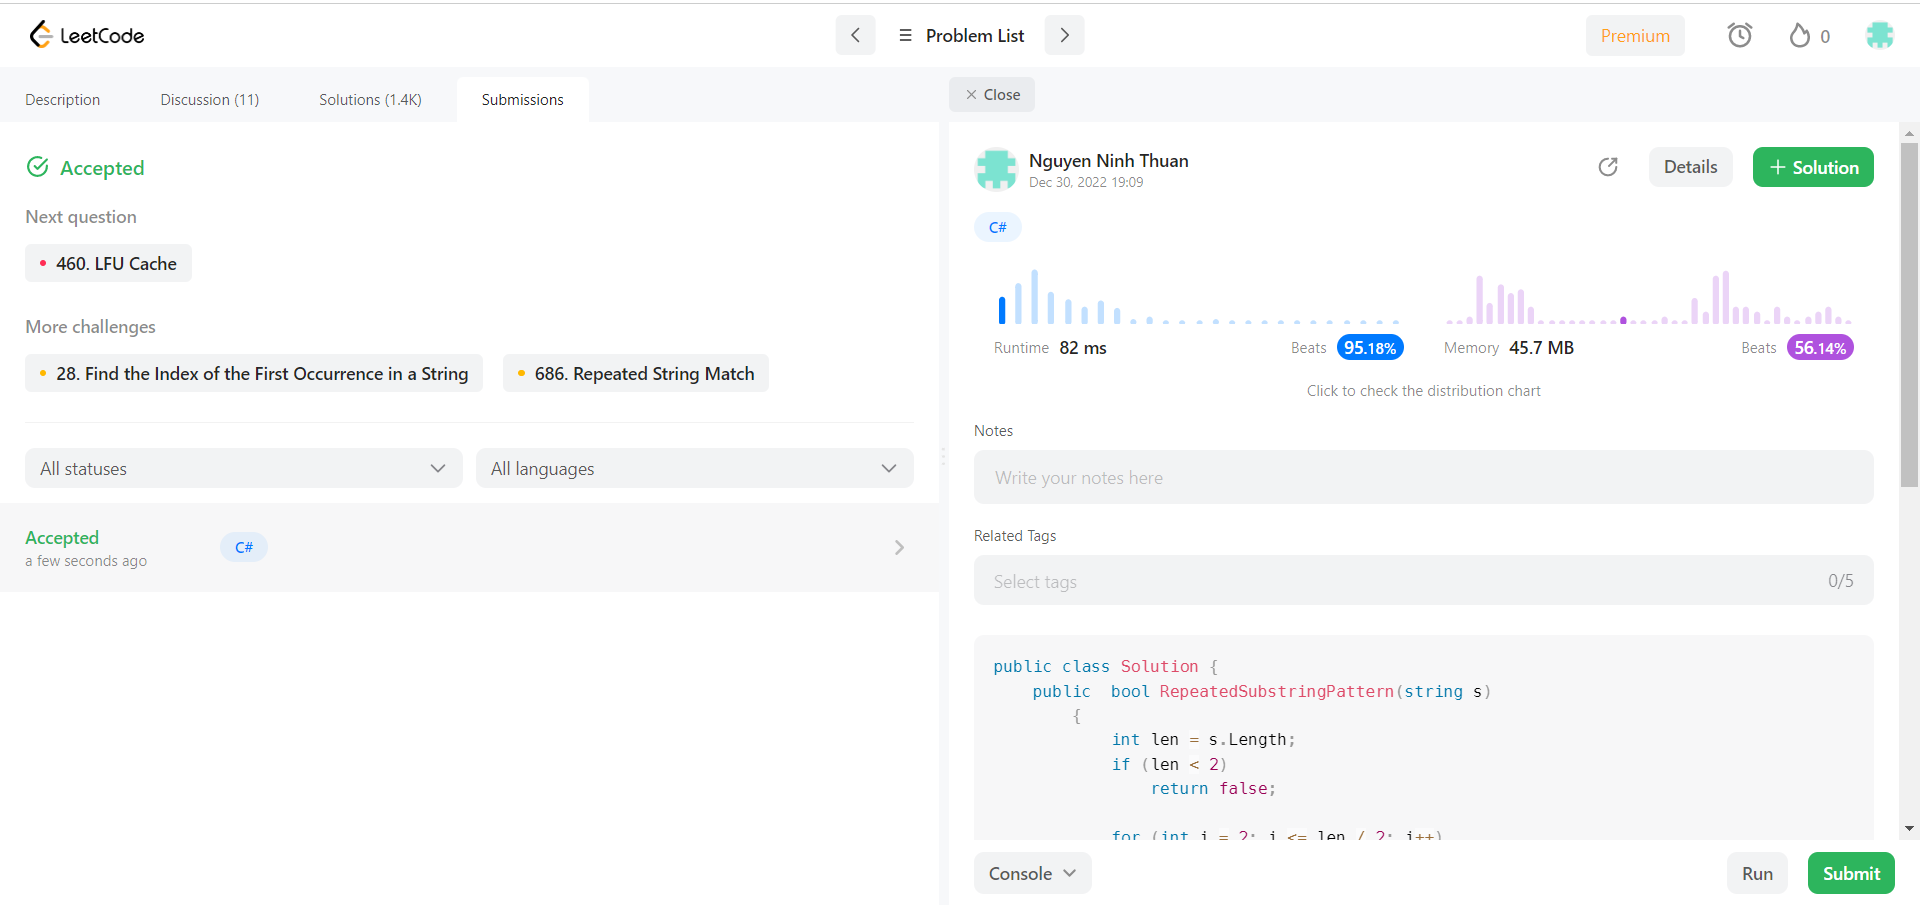 LeetCode
Problem List
Premium
0
Description
Discussion (11)
Solutions (1.4K)
Submissions
Accepted
Next question
460. LFU Cache
More challenges
28. Find the Index of the First Occurrence in a String
686. Repeated String Match
All statuses
All languages
Accepted
a few seconds ago
C#
Close
Nguyen Ninh Thuan
Dec 30, 2022 19:09
Details
Solution
C#
Runtime 82 ms
Beats 95.18%
Memory 45.7 MB
Beats 56.14%
Click to check the distribution chart
Notes
Write your notes here
Related Tags
Select tags
0/5
public class Solution {
public  bool RepeatedSubstringPattern(string s)
{
int len = s.Length;
if (len < 2)
return false;
for (int i = 2; i <= len / 2; i++)
Console
Run
Submit